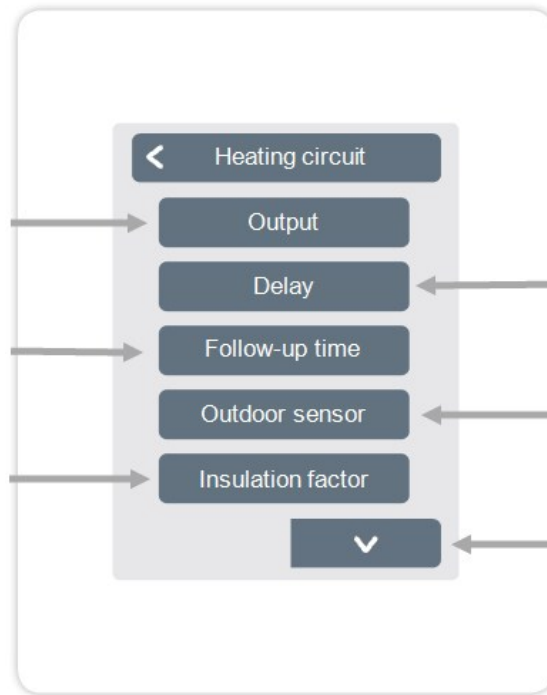 Heating circuit
Output
Delay
Follow-up time
Outdoor sensor
Insulation factor